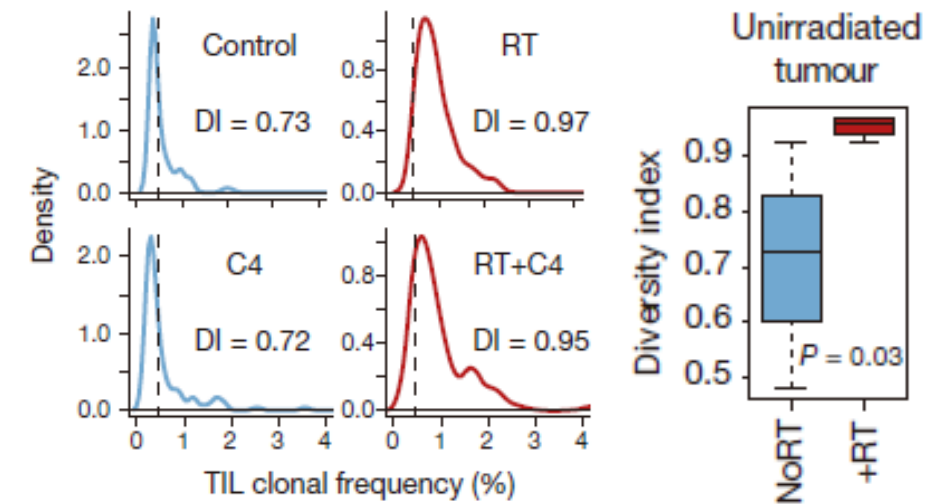 Density
Control
DI = 0.73
2.0
1.0
0.0
RT
DI = 0.97
0.8
0.4
0.0
C4
DI = 0.72
2.0
1.0
0.0
0 1 2 3 4
RT+C4
DI = 0.95
0.8
0.4
0.0
0 1 2 3 4
TIL clonal frequency (%)
Unirradiated
tumour
Diversity index
0.9
0.8
0.7
0.6
0.5
P = 0.03
NoRT
+RT